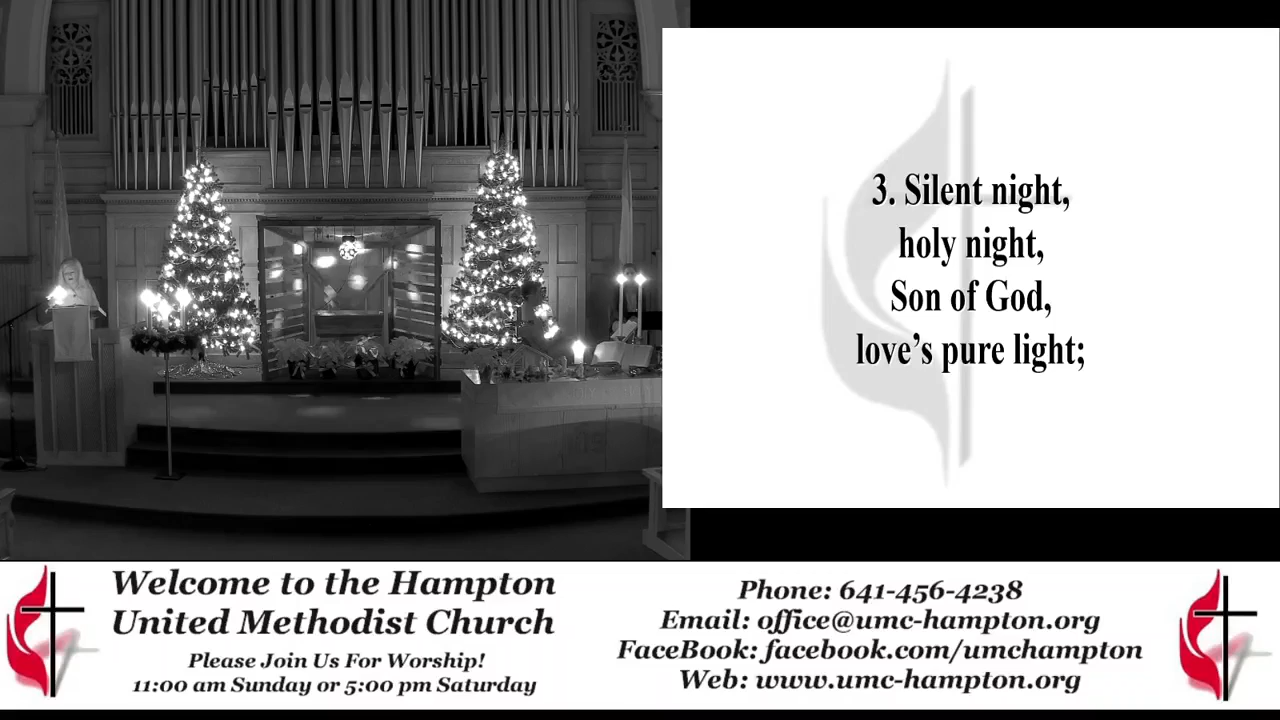 3. Silent night,
holy night,
Son of God,
love's pure light;
Welcome to the Hampton
United Methodist Church
Please Join Us For Worship!
11:00 am Sunday or 5:00 pm Saturday
Phone: 641-456-4238
Email: office@umc-hampton.org
FaceBook: facebook.com/umchampton
Web: www.umc-hampton.org